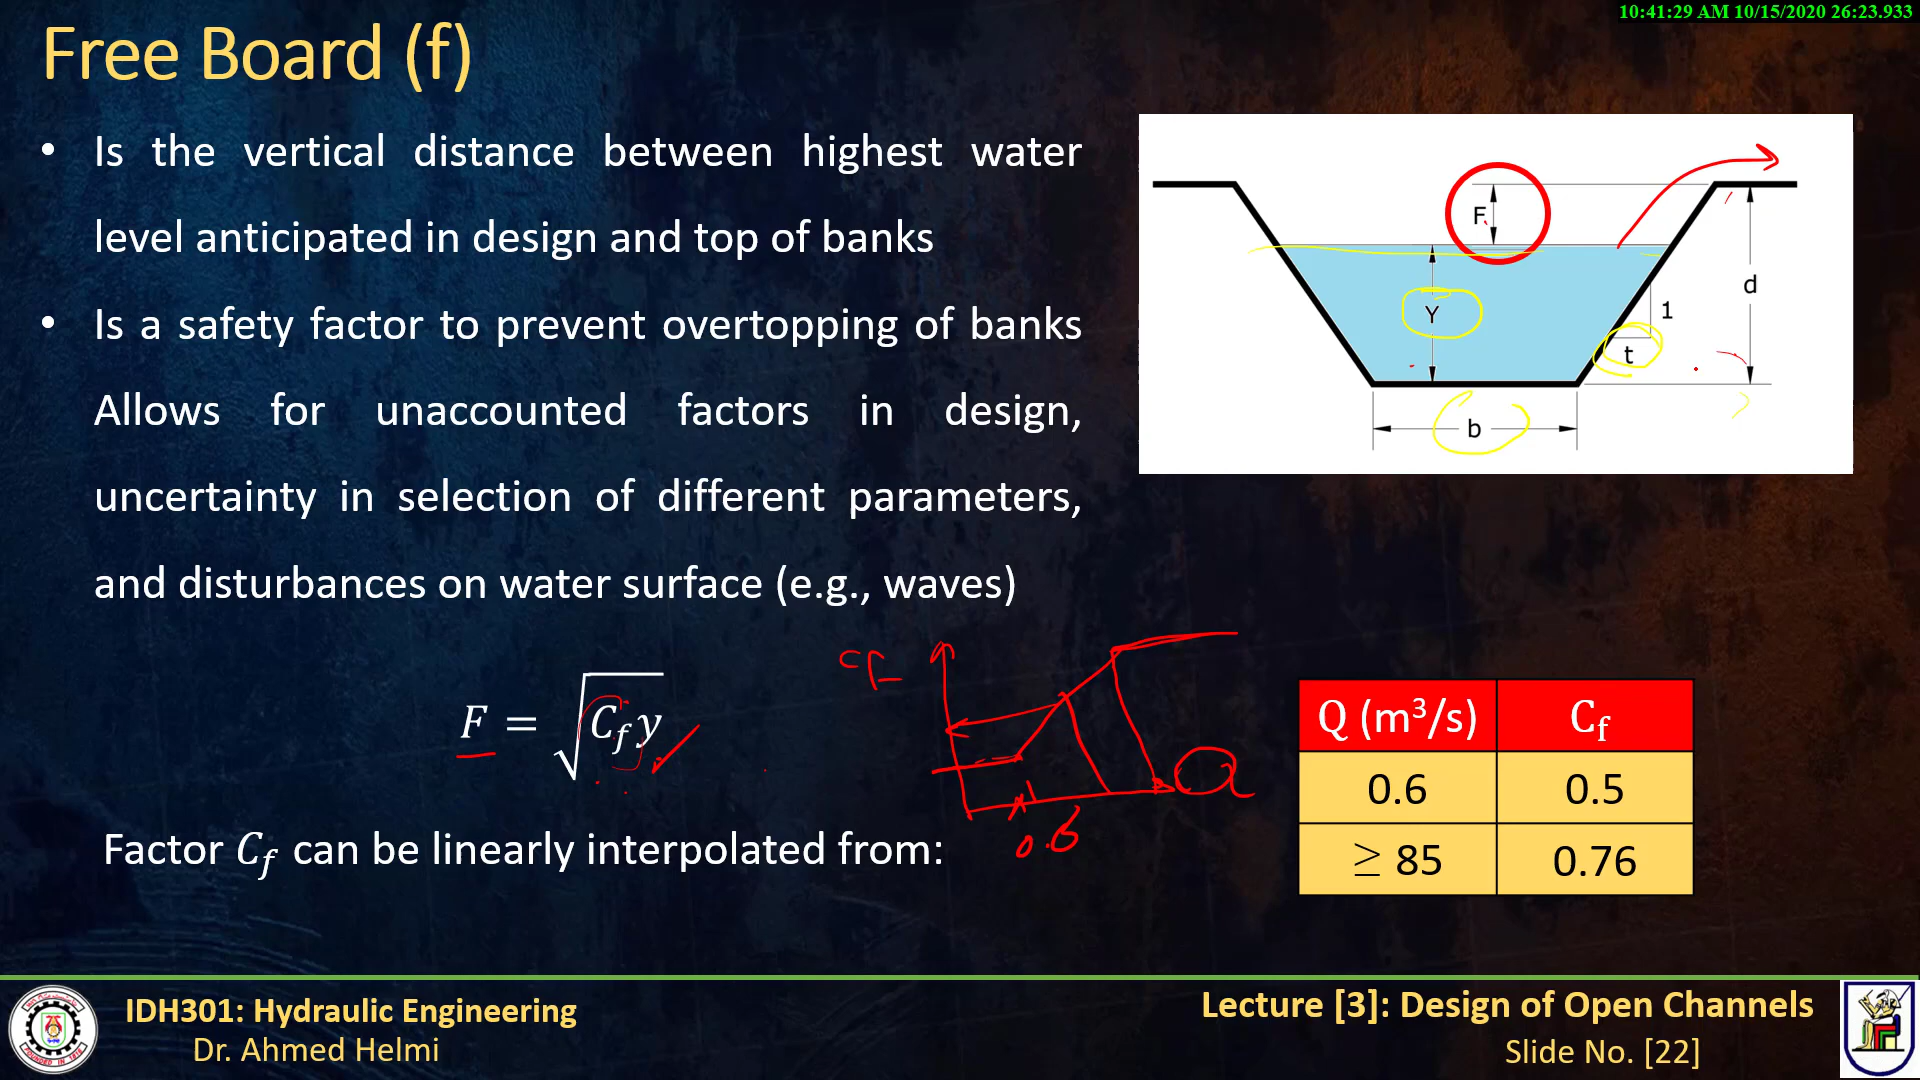 10:41:29 AM 10/15/2020 26:23.933
Free Board (f)
• Is the vertical distance between highest water
level anticipated in design and top of banks
• Is a safety factor to prevent overtopping of banks
Allows for unaccounted factors in design,
uncertainty in selection of different parameters,
and disturbances on water surface (e.g., waves)
F
Y
1
t
d
b
F = √C_f y
CF
Q
0.6
Factor C_f can be linearly interpolated from:
Q (m³/s) C_f
0.6 0.5
≥ 85 0.76
IDH301: Hydraulic Engineering
Dr. Ahmed Helmi
Lecture [3]: Design of Open Channels
Slide No. [22]